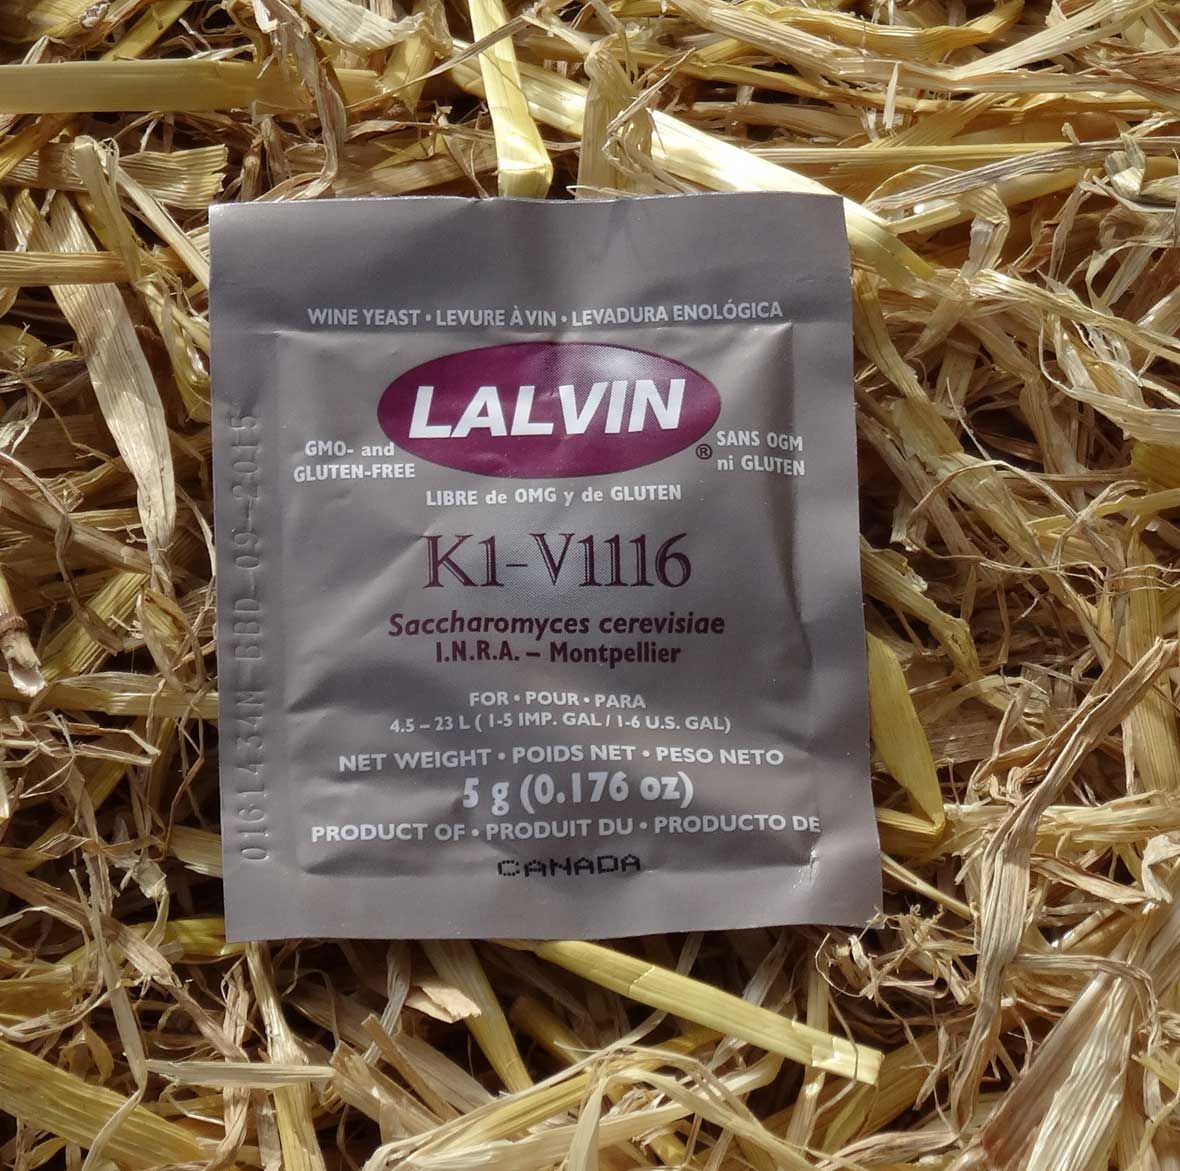 WINE YEAST • LEVURE À VIN • LEVADURA ENOLÓGICA
LALVIN®
GMO- and
GLUTEN-FREE
SANS OGM
ni GLUTEN
LIBRE de OMG y de GLUTEN
K1-V1116
Saccharomyces cerevisiae
I.N.R.A. – Montpellier
FOR • POUR • PARA
4.5 – 23 L ( 1-5 IMP. GAL / 1-6 U.S. GAL)
NET WEIGHT • POIDS NET • PESO NETO
5 g (0.176 oz)
PRODUCT OF • PRODUIT DU • PRODUCTO DE
CANADA
09-2015